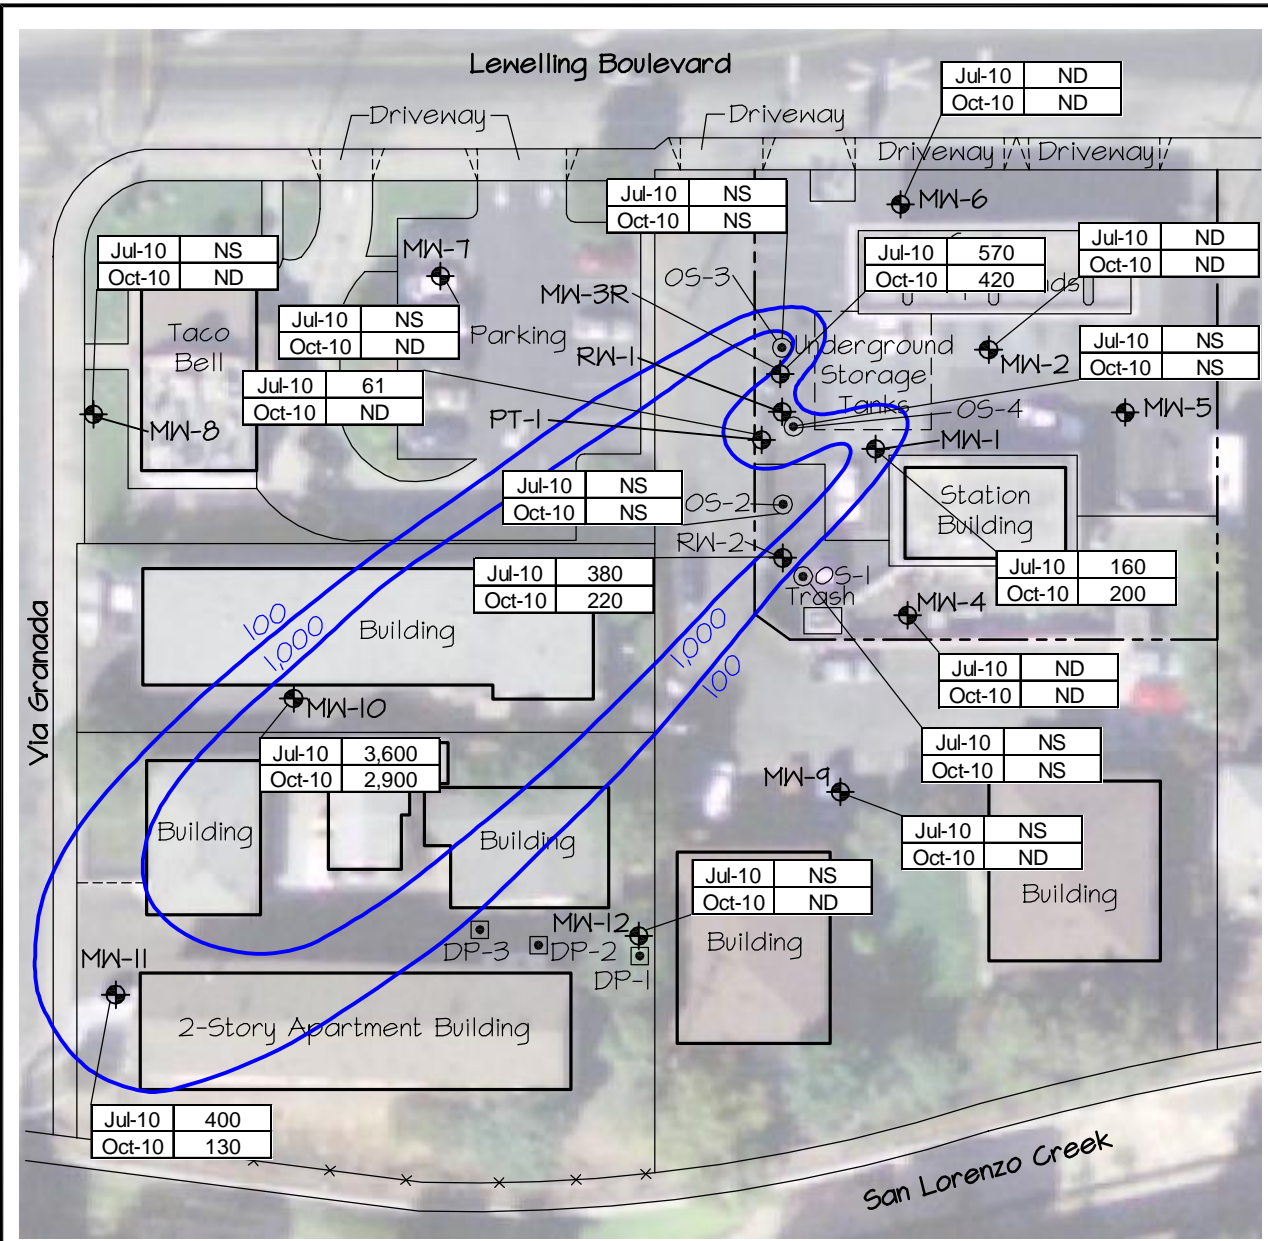 Lewelling Boulevard
Jul-10 ND
Oct-10 ND
Driveway
Driveway
Driveway
Driveway
Jul-10 NS
Oct-10 NS
MW-6
Jul-10 NS
Oct-10 ND
MW-7
OS-3
Jul-10 570
Oct-10 420
Jul-10 ND
Oct-10 ND
MW-3R
Jul-10 NS
Oct-10 ND
Parking
Taco
Bell
RW-1
Underground
Storage
Tanks
MW-2
Jul-10 NS
Oct-10 NS
Jul-10 61
Oct-10 ND
MW-8
PT-1
OS-4
MW-1
MW-5
Jul-10 NS
Oct-10 NS
OS-2
Station
Building
RW-2
Jul-10 380
Oct-10 220
OS-1
Trash
Jul-10 160
Oct-10 200
MW-4
100
1,000
Building
1,000
100
Jul-10 ND
Oct-10 ND
Via Granada
MW-10
Jul-10 3,600
Oct-10 2,900
Jul-10 NS
Oct-10 NS
MW-9
Building
Building
Jul-10 NS
Oct-10 ND
Jul-10 NS
Oct-10 ND
Building
MW-12
Building
DP-3
DP-2
DP-1
MW-11
2-Story Apartment Building
Jul-10 400
Oct-10 130
San Lorenzo Creek